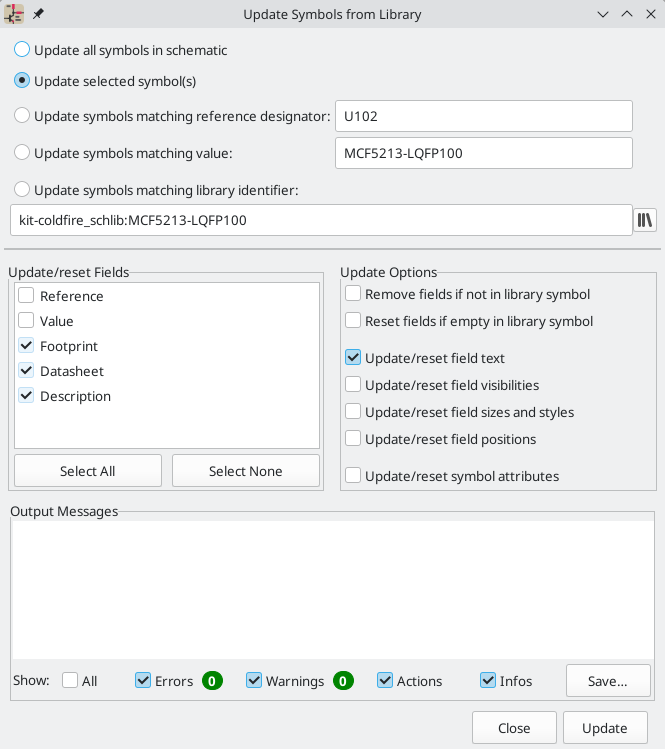 Update Symbols from Library
Update all symbols in schematic
Update selected symbol(s)
Update symbols matching reference designator: U102
Update symbols matching value: MCF5213-LQFP100
Update symbols matching library identifier:
kit-coldfire_schlib:MCF5213-LQFP100
Update/reset Fields
Reference
Value
Footprint
Datasheet
Description
Select All Select None
Update Options
Remove fields if not in library symbol
Reset fields if empty in library symbol
Update/reset field text
Update/reset field visibilities
Update/reset field sizes and styles
Update/reset field positions
Update/reset symbol attributes
Output Messages
Show: All Errors 0 Warnings 0 Actions Infos Save...
Close Update